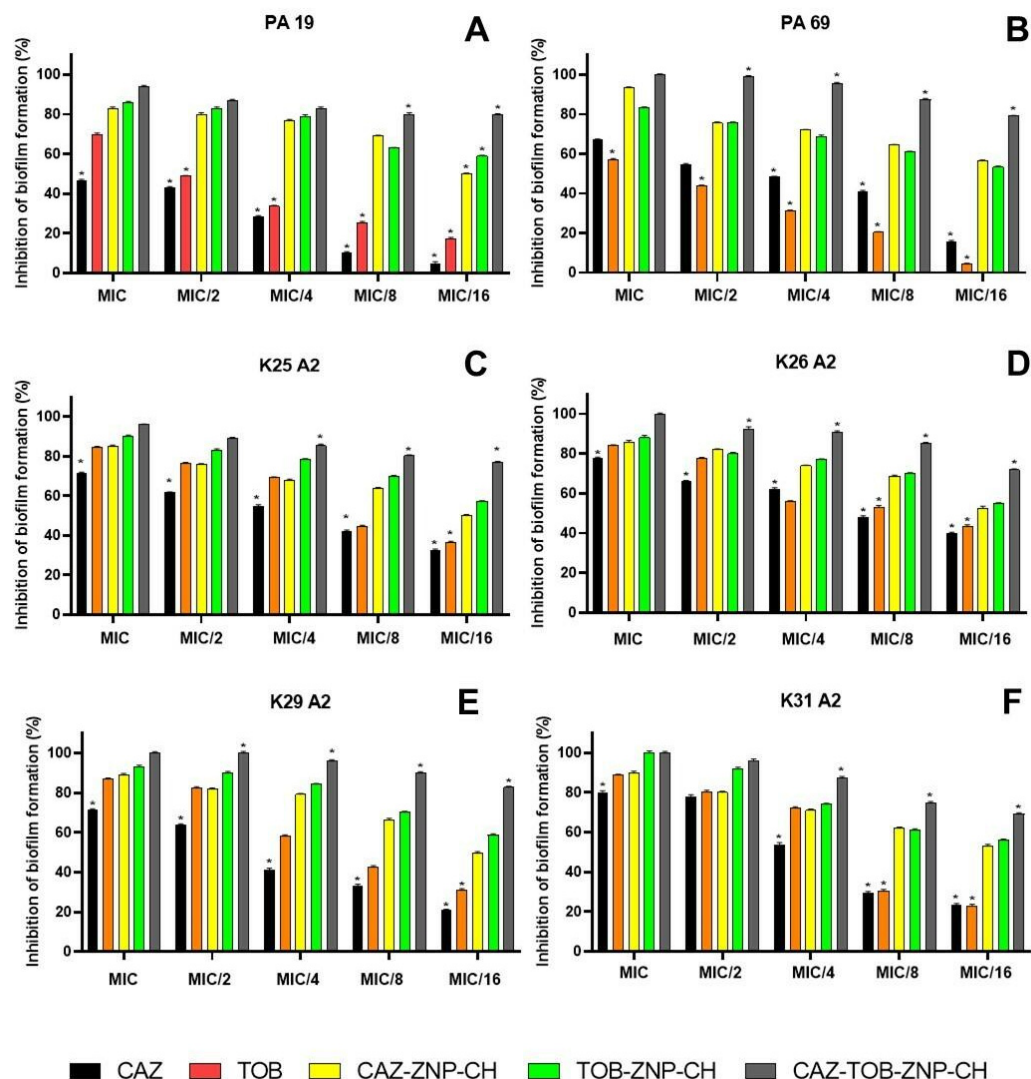 PA 19
A
Inhibition of biofilm formation (%)
100
80
60
40
20
0
* * * * * * * * * * * * * *
MIC MIC/2 MIC/4 MIC/8 MIC/16
PA 69
B
Inhibition of biofilm formation (%)
100
80
60
40
20
0
* * * * * * * * * * * *
MIC MIC/2 MIC/4 MIC/8 MIC/16
K25 A2
C
Inhibition of biofilm formation (%)
100
80
60
40
20
0
* * * * * * * * *
MIC MIC/2 MIC/4 MIC/8 MIC/16
K26 A2
D
Inhibition of biofilm formation (%)
100
80
60
40
20
0
* * * * * * * * * * *
MIC MIC/2 MIC/4 MIC/8 MIC/16
K29 A2
E
Inhibition of biofilm formation (%)
100
80
60
40
20
0
* * * * * * * * * *
MIC MIC/2 MIC/4 MIC/8 MIC/16
K31 A2
F
Inhibition of biofilm formation (%)
100
80
60
40
20
0
* * * * * * * * *
MIC MIC/2 MIC/4 MIC/8 MIC/16
CAZ TOB CAZ-ZNP-CH TOB-ZNP-CH CAZ-TOB-ZNP-CH